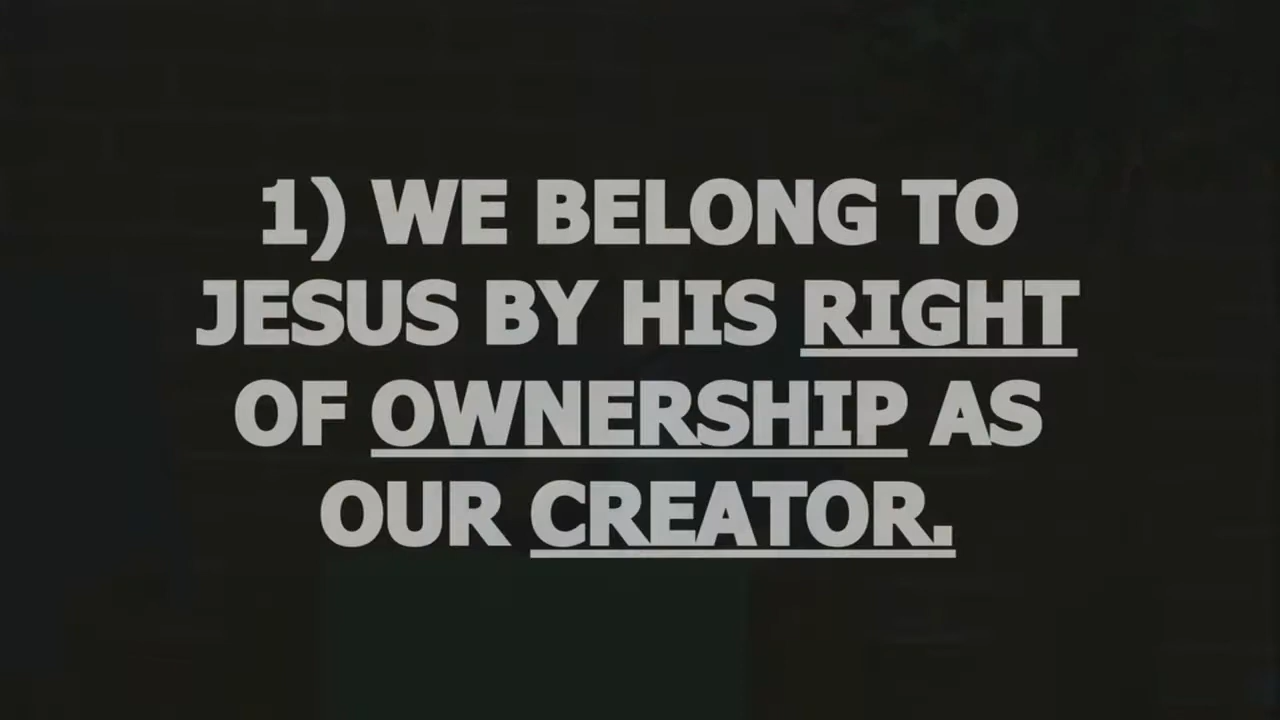 1) WE BELONG TO
JESUS BY HIS RIGHT
OF OWNERSHIP AS
OUR CREATOR.